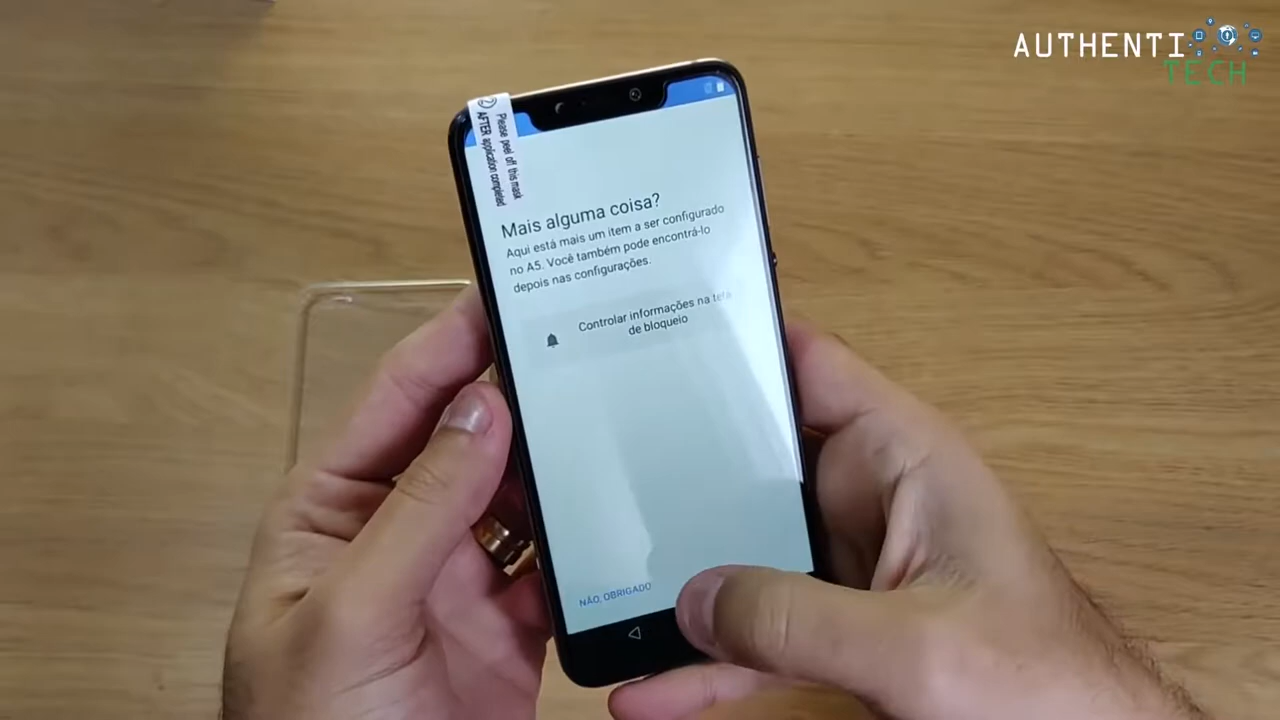 AUTHENTI
TECH
② Please peel off this mask
AFTER application completed
Mais alguma coisa?
Aqui está mais um item a ser configurado
no A5. Você também pode encontrá-lo
depois nas configurações.
Controlar informações na tela
de bloqueio
NÃO, OBRIGADO